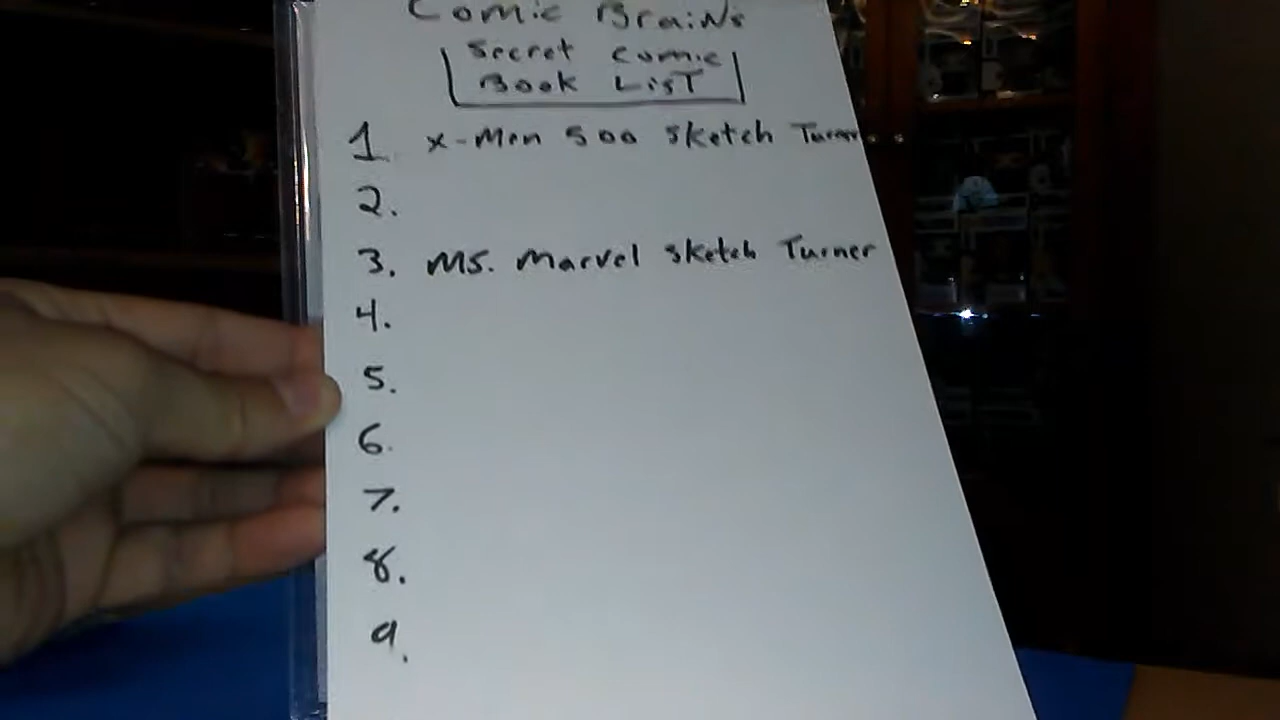 Comic Brains
Secret Comic
Book List
1. X-Men 500 Sketch Turner
2.
3. Ms. Marvel Sketch Turner
4.
5.
6.
7.
8.
9.